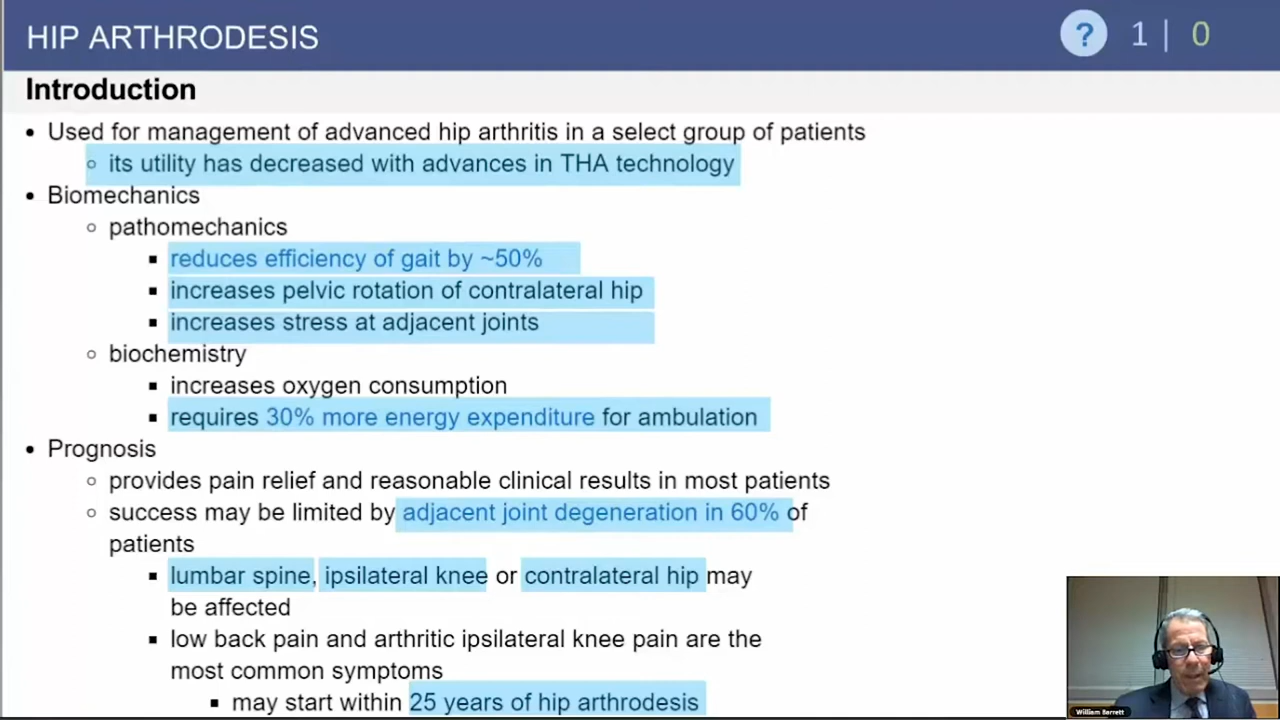 HIP ARTHRODESIS
? 1 | 0
Introduction
• Used for management of advanced hip arthritis in a select group of patients
○ its utility has decreased with advances in THA technology
• Biomechanics
○ pathomechanics
▪ reduces efficiency of gait by ~50%
▪ increases pelvic rotation of contralateral hip
▪ increases stress at adjacent joints
○ biochemistry
▪ increases oxygen consumption
▪ requires 30% more energy expenditure for ambulation
• Prognosis
○ provides pain relief and reasonable clinical results in most patients
○ success may be limited by adjacent joint degeneration in 60% of
patients
▪ lumbar spine, ipsilateral knee or contralateral hip may
be affected
▪ low back pain and arthritic ipsilateral knee pain are the
most common symptoms
▪ may start within 25 years of hip arthrodesis
William Barrett